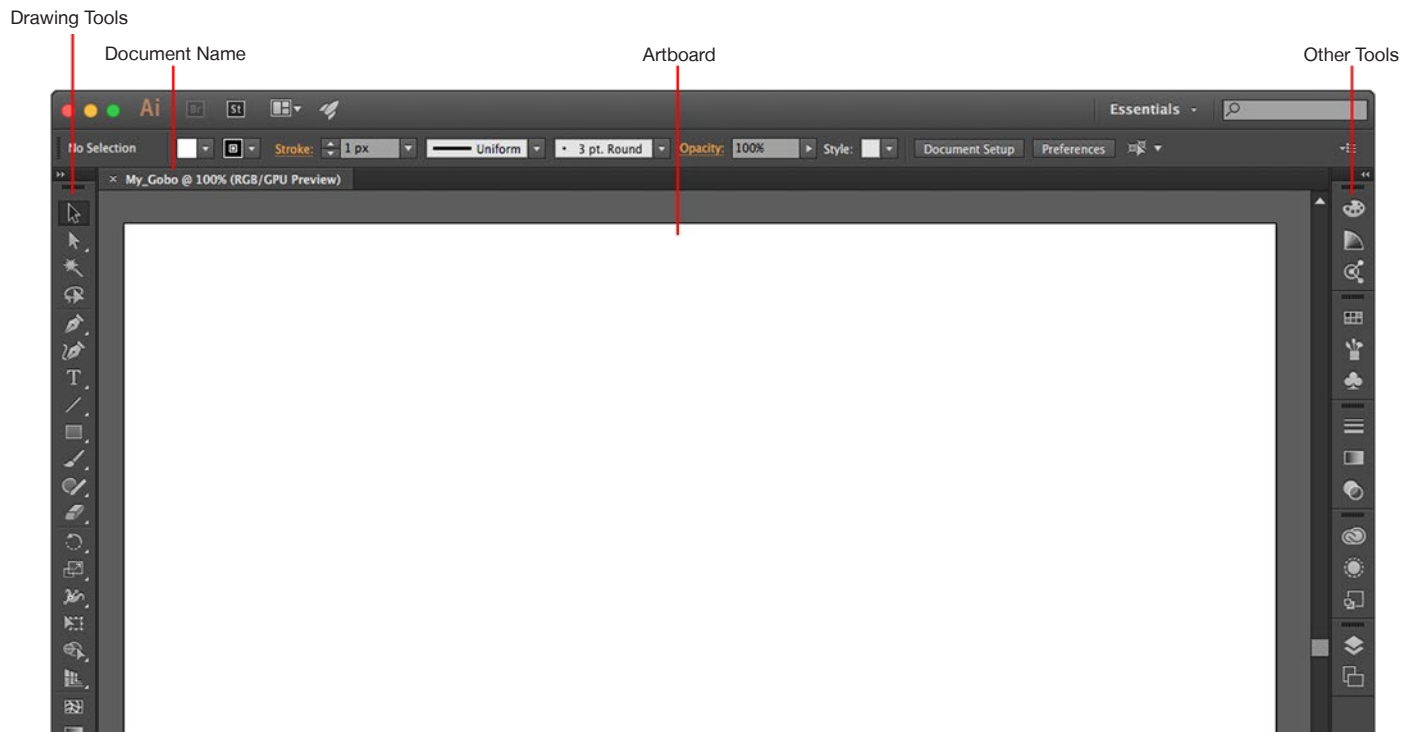 Drawing Tools
Document Name
Artboard
Other Tools
Ai Br St Essentials
No Selection Stroke: 1 px Uniform 3 pt. Round Opacity: 100% Style: Document Setup Preferences
× My_Gobo @ 100% (RGB/GPU Preview)
T